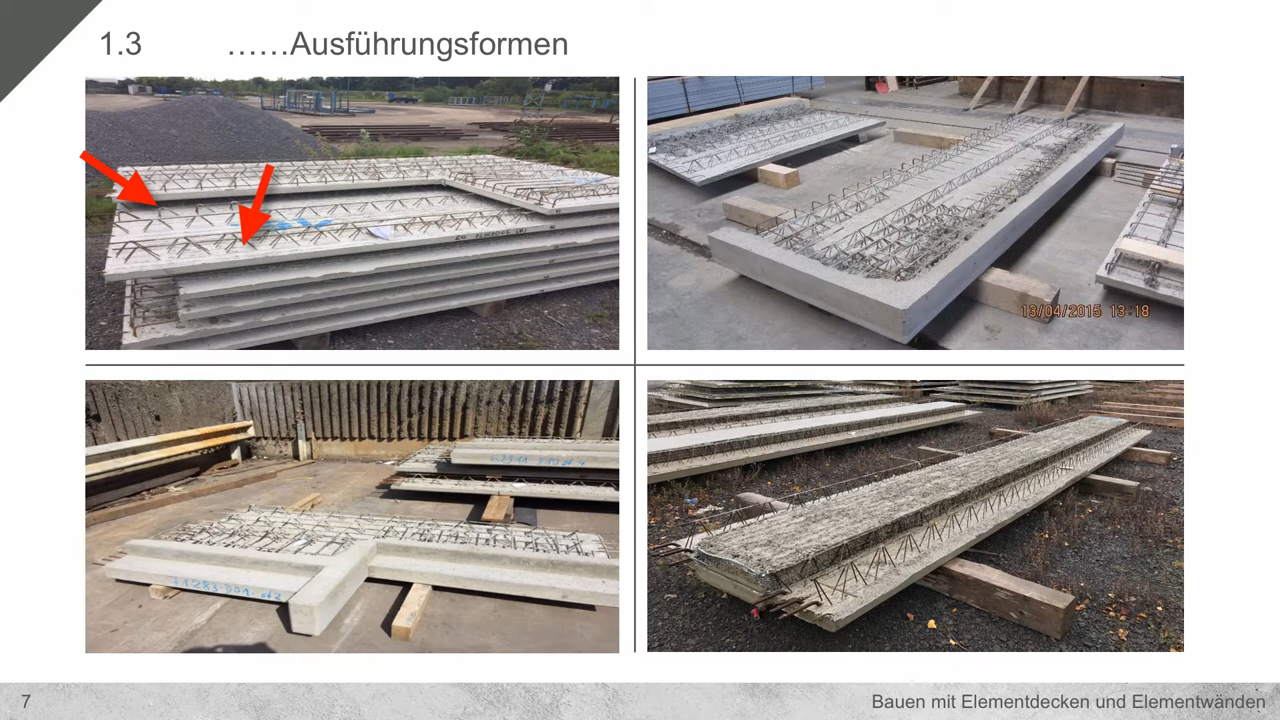 1.3 ……Ausführungsformen
13/04/2015 13:18
7
Bauen mit Elementdecken und Elementwänden